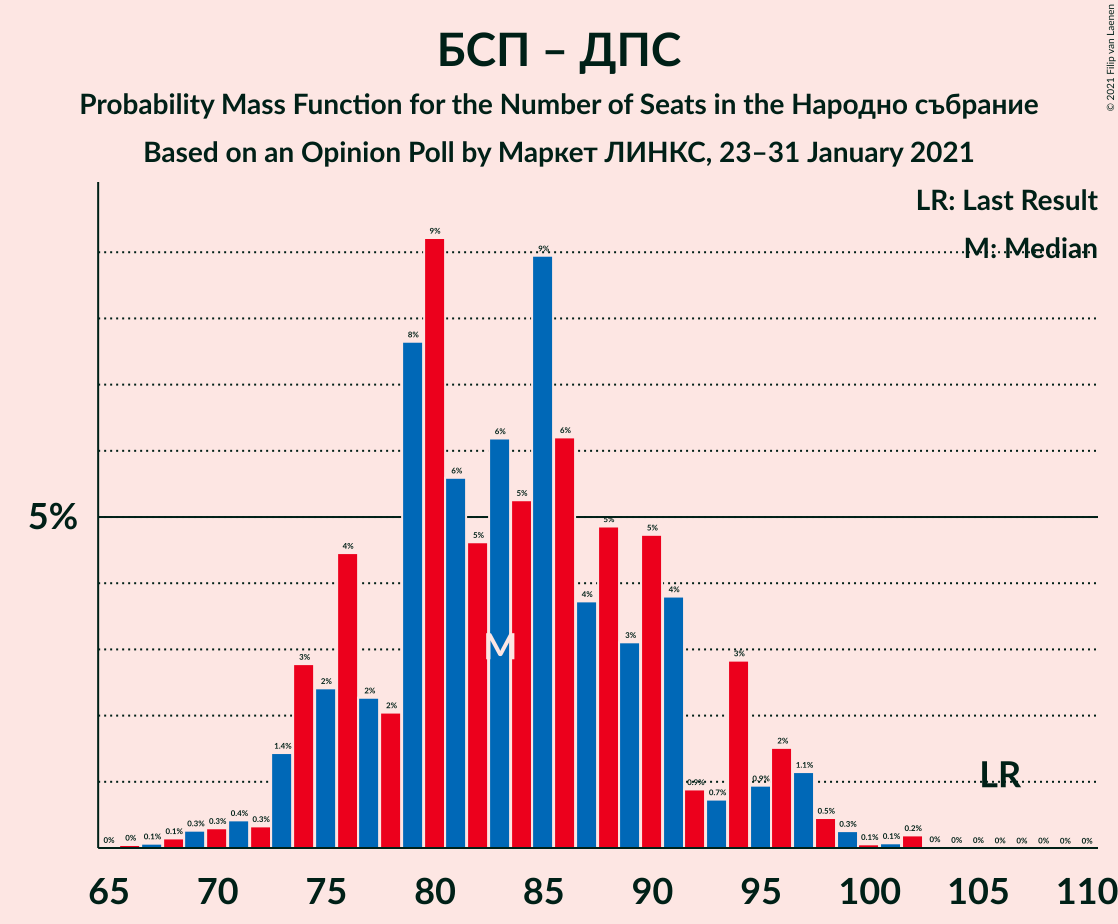 БСП – ДПС
Probability Mass Function for the Number of Seats in the Народно събрание
Based on an Opinion Poll by Маркет ЛИНКС, 23–31 January 2021
© 2021 Filip van Laenen
LR: Last Result
M: Median
5%
0% 0% 0.1% 0.1% 0.3% 0.3% 0.4% 0.3% 1.4% 3% 2% 4% 2% 2% 8% 9% 6% 5% 6% 5% 9% 6% 4% 5% 3% 5% 4% 0.9% 0.7% 3% 0.9% 2% 1.1% 0.5% 0.3% 0.1% 0.1% 0.2% 0% 0% 0% 0% 0% 0% 0% 0%
M
LR
65 70 75 80 85 90 95 100 105 110